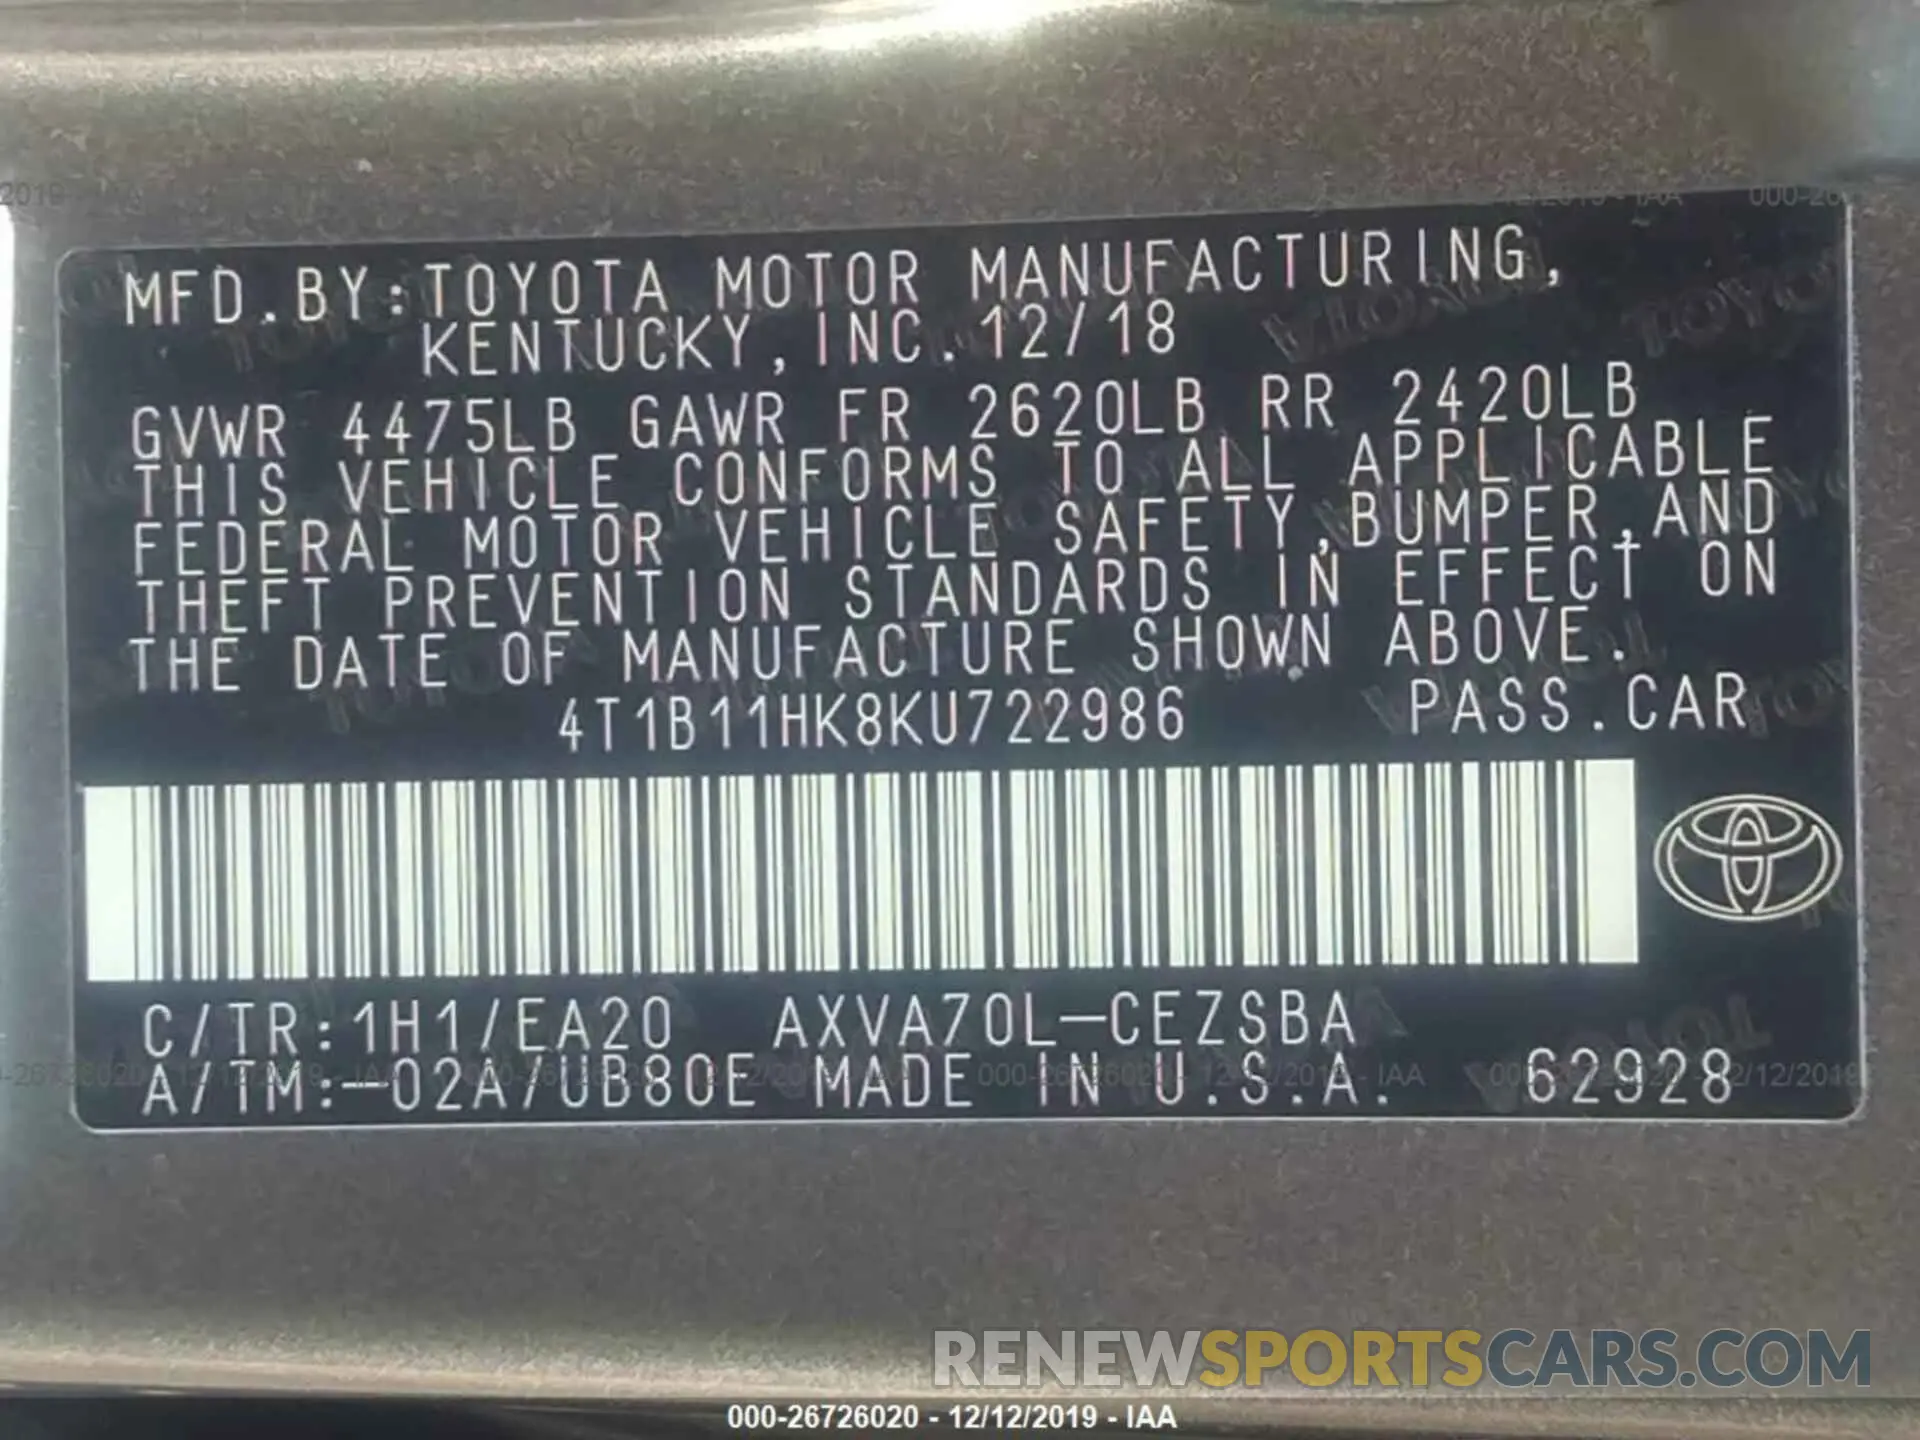 MFD.BY:TOYOTA MOTOR MANUFACTURING,
KENTUCKY, INC. 12/18
GVWR 4475LB GAWR FR 2620LB RR 2420LB
THIS VEHICLE CONFORMS TO ALL APPLICABLE
FEDERAL MOTOR VEHICLE SAFETY,BUMPER,AND
THEFT PREVENTION STANDARDS IN EFFECT ON
THE DATE OF MANUFACTURE SHOWN ABOVE.
4T1B11HK8KU722986 PASS.CAR
C/TR:1H1/EA20 AXVA70L-CEZSBA
A/TM:-02A/UB80E MADE IN U.S.A. 62928
RENEWSPORTSCARS.COM
000-26726020 - 12/12/2019 - IAA